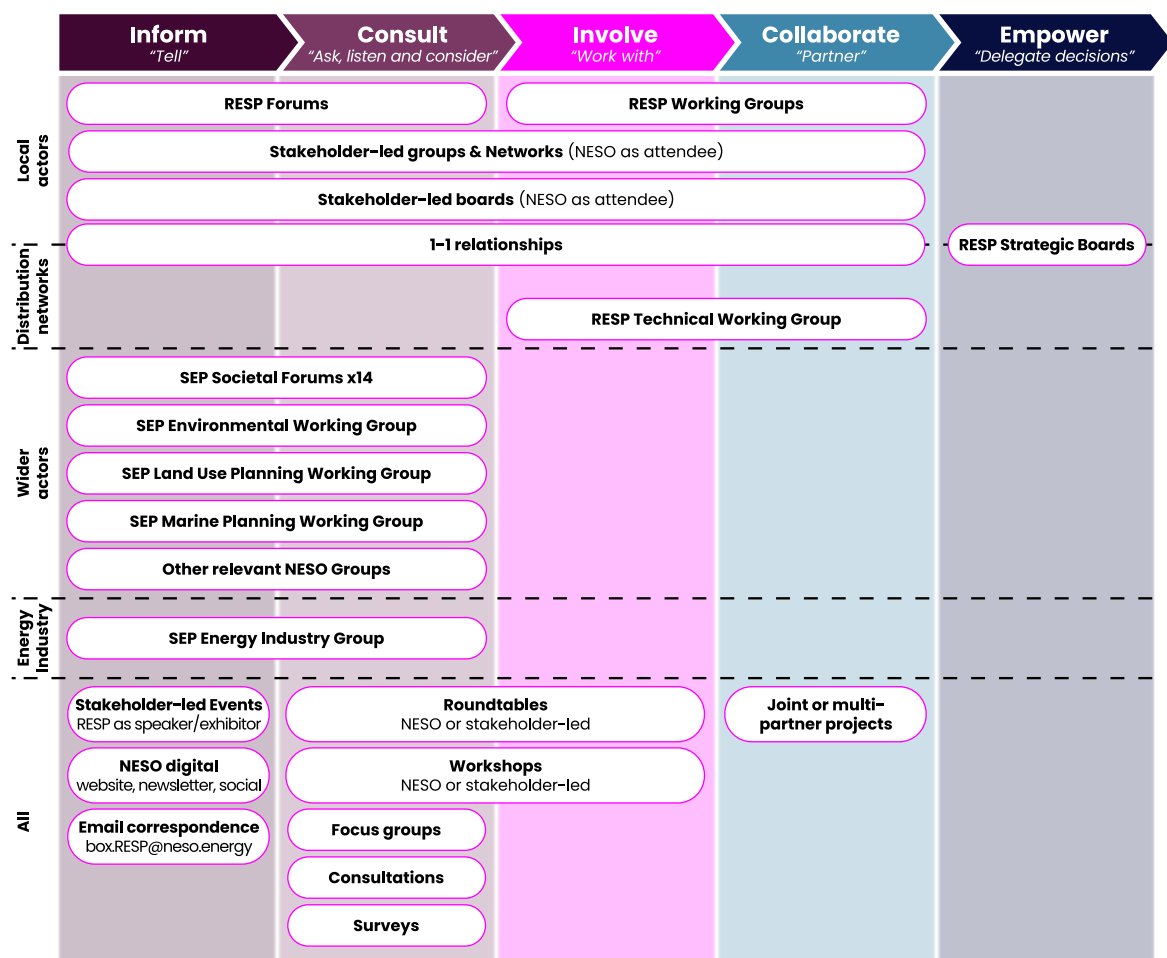 Inform
"Tell"
Consult
"Ask, listen and consider"
Involve
"Work with"
Collaborate
"Partner"
Empower
"Delegate decisions"
Local
actors
RESP Forums
RESP Working Groups
Stakeholder-led groups & Networks (NESO as attendee)
Stakeholder-led boards (NESO as attendee)
1-1 relationships
RESP Strategic Boards
Distribution
networks
RESP Technical Working Group
Wider
actors
SEP Societal Forums x14
SEP Environmental Working Group
SEP Land Use Planning Working Group
SEP Marine Planning Working Group
Other relevant NESO Groups
Energy
Industry
SEP Energy Industry Group
All
Stakeholder-led Events
RESP as speaker/exhibitor
Roundtables
NESO or stakeholder-led
Joint or multi-
partner projects
NESO digital
website, newsletter, social
Workshops
NESO or stakeholder-led
Email correspondence
box.RESP@neso.energy
Focus groups
Consultations
Surveys